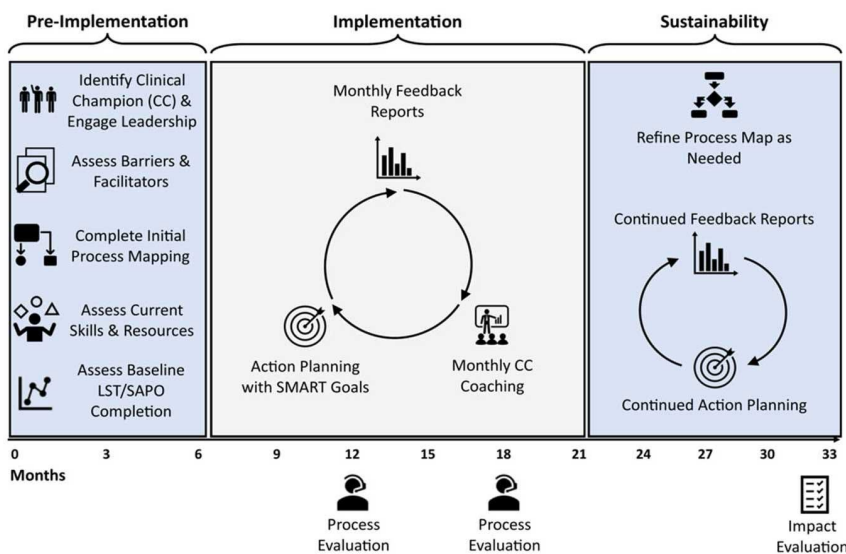 Pre-Implementation
Implementation
Sustainability
Identify Clinical
Champion (CC) &
Engage Leadership
Assess Barriers &
Facilitators
Complete Initial
Process Mapping
Assess Current
Skills & Resources
Assess Baseline
LST/SAPO
Completion
Monthly Feedback
Reports
Action Planning
with SMART Goals
Monthly CC
Coaching
Refine Process Map as
Needed
Continued Feedback Reports
Continued Action Planning
0 3 6 9 12 15 18 21 24 27 30 33
Months
Process
Evaluation
Process
Evaluation
Impact
Evaluation